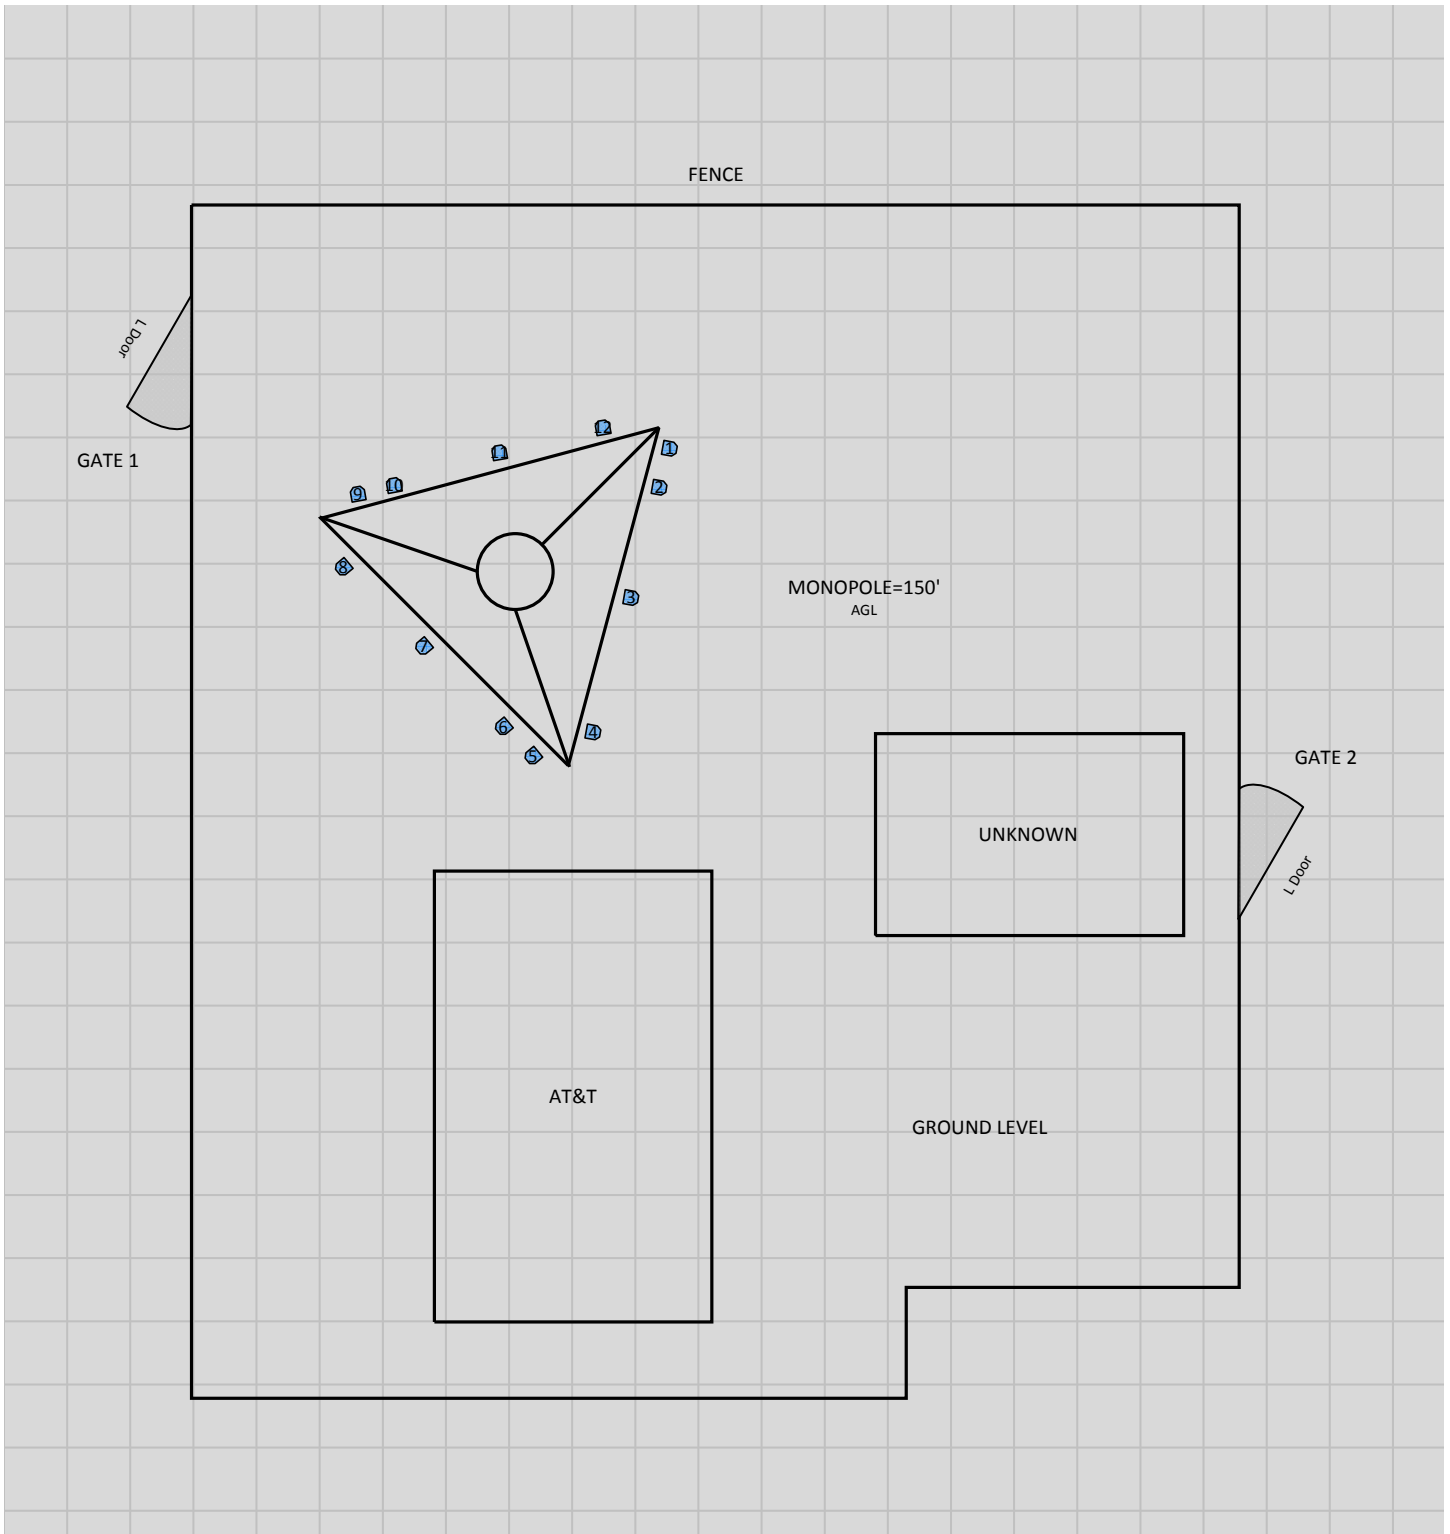 FENCE
L Door
GATE 1
12
1
11
2
10
9
8
3
MONOPOLE=150'
AGL
7
6
4
5
GATE 2
UNKNOWN
L Door
AT&T
GROUND LEVEL